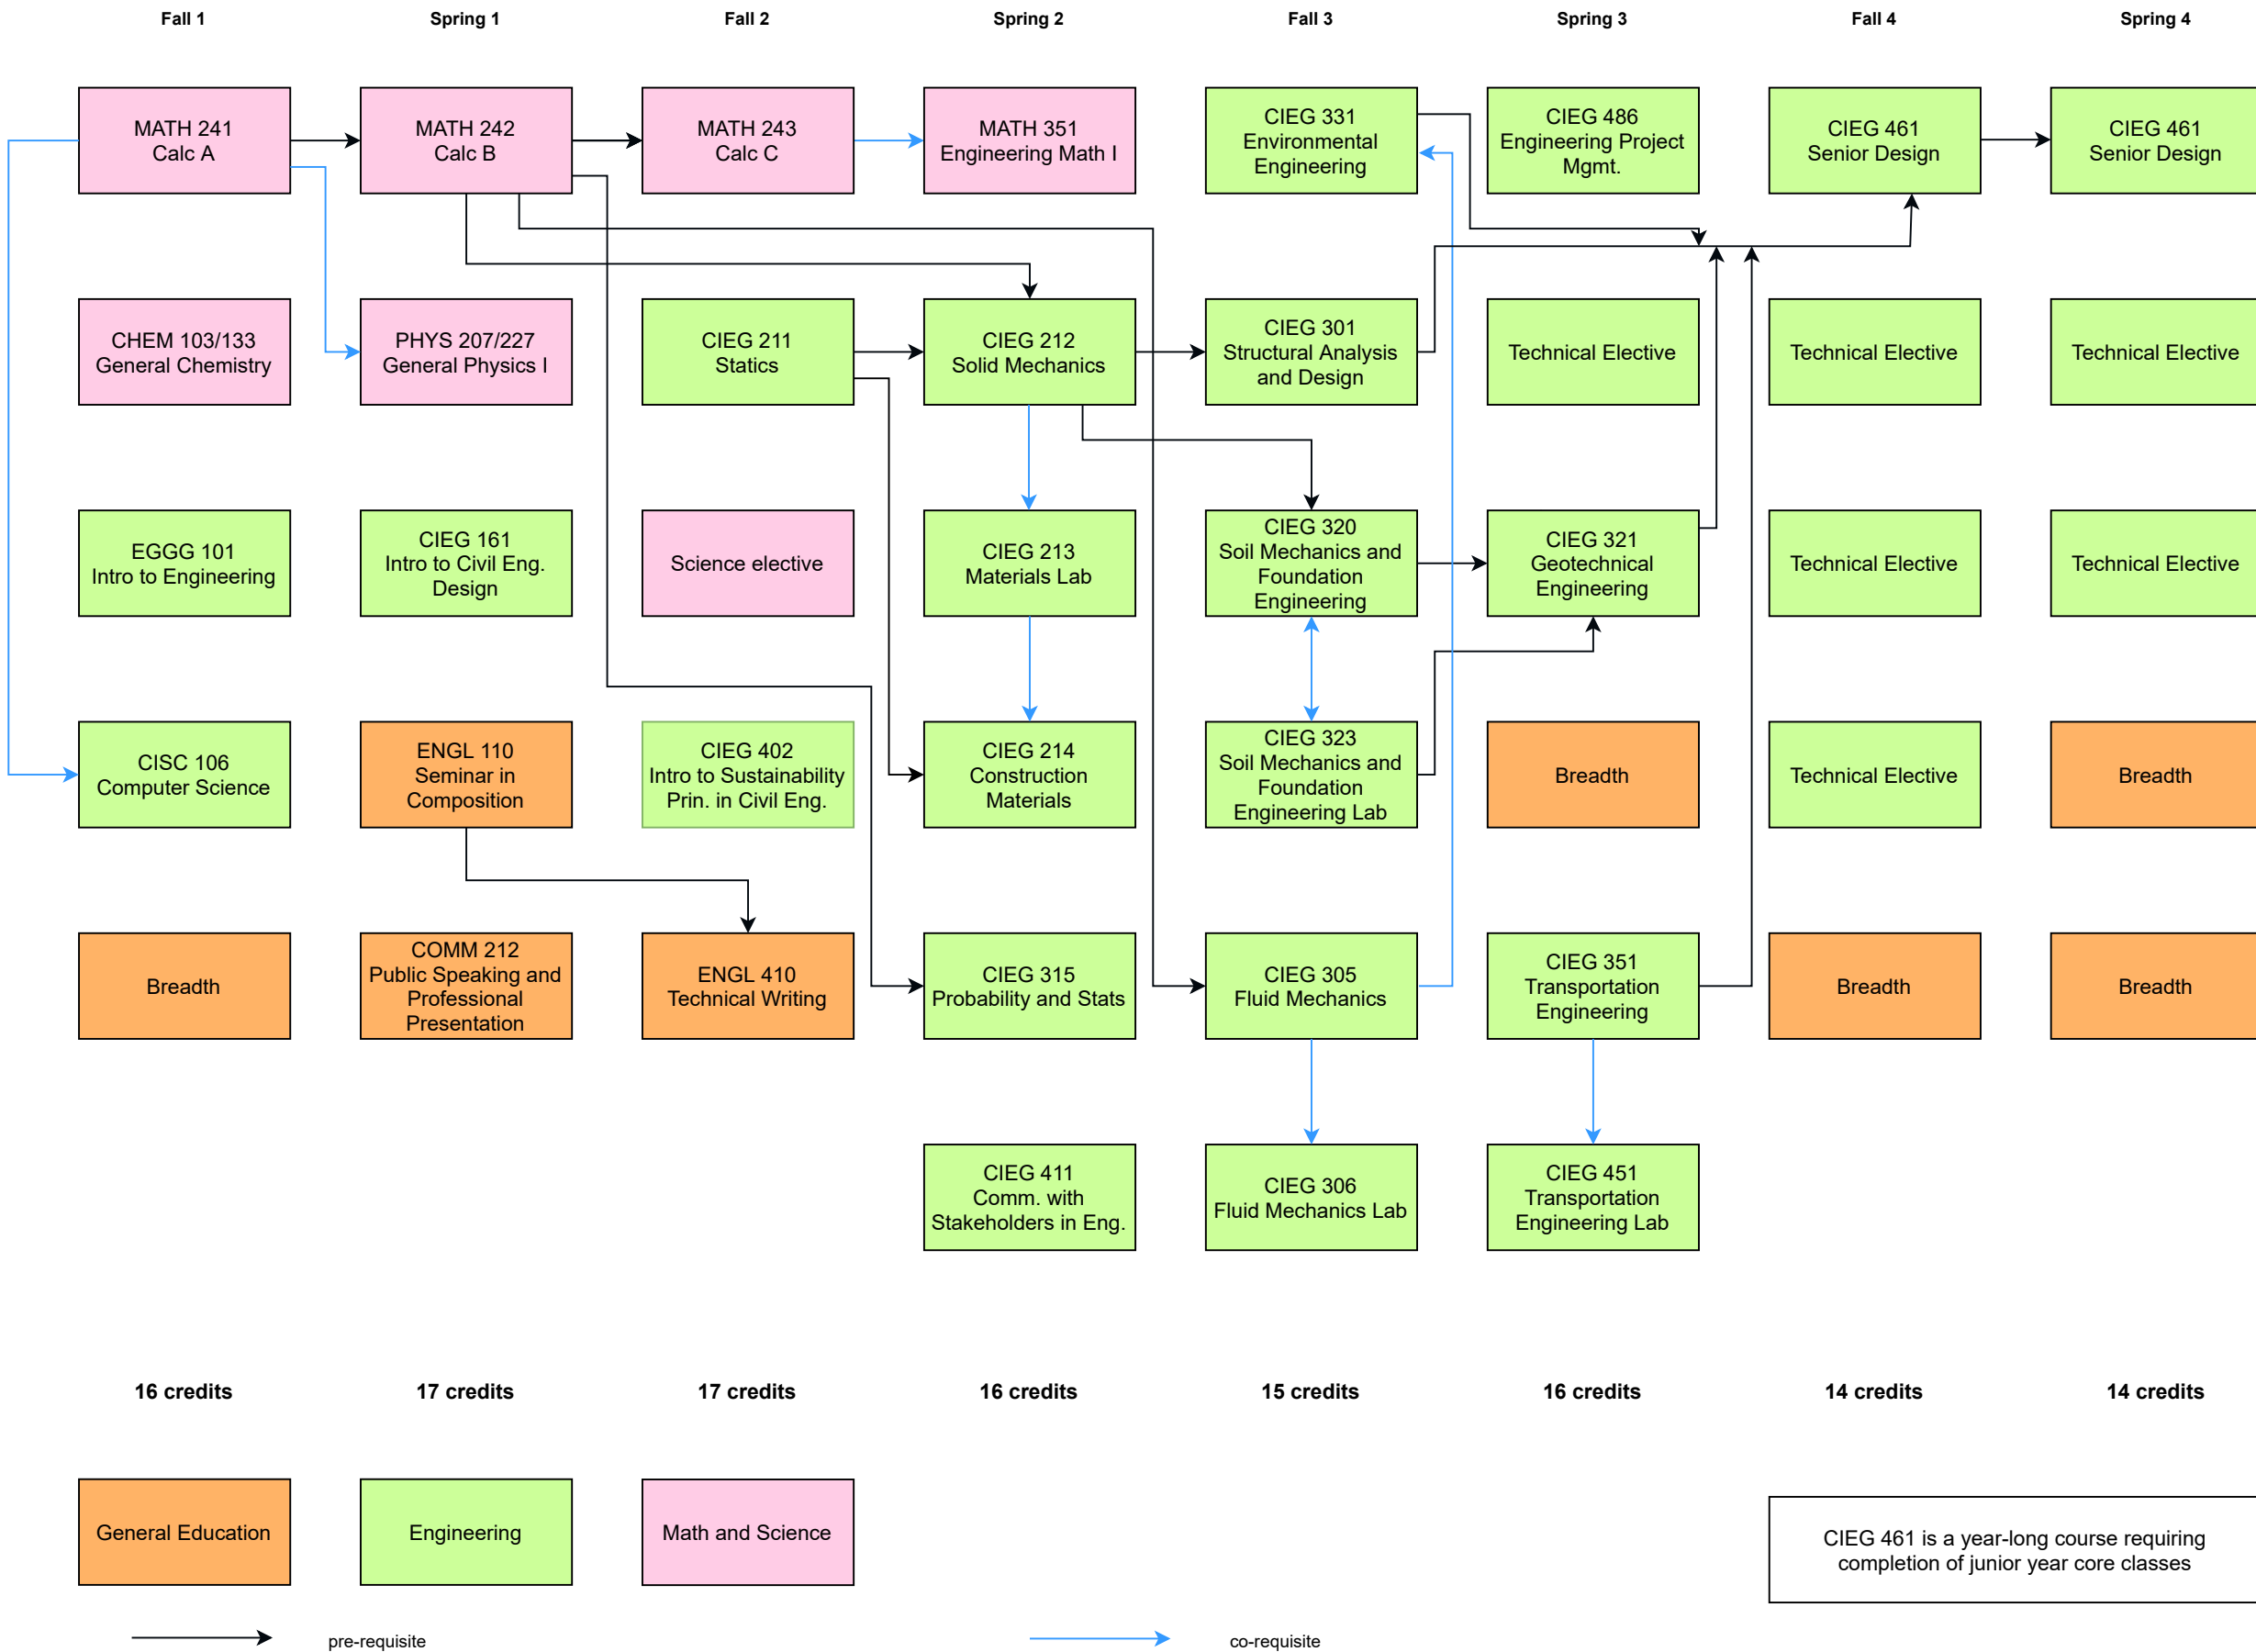 Fall 1
Spring 1
Fall 2
Spring 2
Fall 3
Spring 3
Fall 4
Spring 4
MATH 241
Calc A
MATH 242
Calc B
MATH 243
Calc C
MATH 351
Engineering Math I
CIEG 331
Environmental
Engineering
CIEG 486
Engineering Project
Mgmt.
CIEG 461
Senior Design
CIEG 461
Senior Design
CHEM 103/133
General Chemistry
PHYS 207/227
General Physics I
CIEG 211
Statics
CIEG 212
Solid Mechanics
CIEG 301
Structural Analysis
and Design
Technical Elective
Technical Elective
Technical Elective
EGGG 101
Intro to Engineering
CIEG 161
Intro to Civil Eng.
Design
Science elective
CIEG 213
Materials Lab
CIEG 320
Soil Mechanics and
Foundation
Engineering
CIEG 321
Geotechnical
Engineering
Technical Elective
Technical Elective
CISC 106
Computer Science
ENGL 110
Seminar in
Composition
CIEG 402
Intro to Sustainability
Prin. in Civil Eng.
CIEG 214
Construction
Materials
CIEG 323
Soil Mechanics and
Foundation
Engineering Lab
Breadth
Technical Elective
Breadth
Breadth
COMM 212
Public Speaking and
Professional
Presentation
ENGL 410
Technical Writing
CIEG 315
Probability and Stats
CIEG 305
Fluid Mechanics
CIEG 351
Transportation
Engineering
Breadth
Breadth
CIEG 411
Comm. with
Stakeholders in Eng.
CIEG 306
Fluid Mechanics Lab
CIEG 451
Transportation
Engineering Lab
16 credits
17 credits
17 credits
16 credits
15 credits
16 credits
14 credits
14 credits
General Education
Engineering
Math and Science
CIEG 461 is a year-long course requiring
completion of junior year core classes
pre-requisite
co-requisite